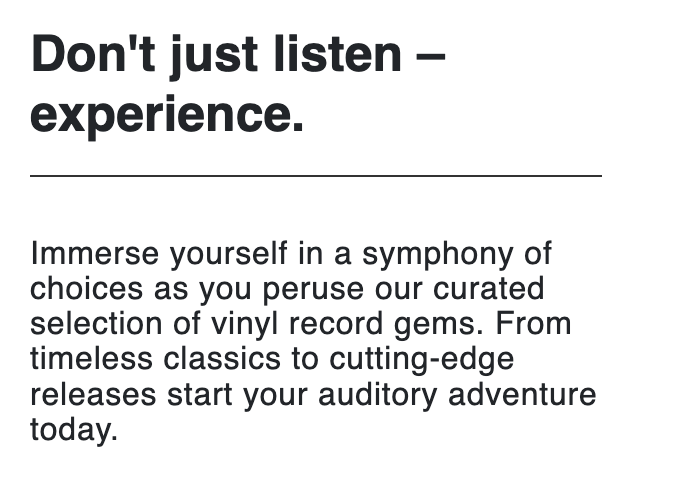 Don't just listen –
experience.
Immerse yourself in a symphony of
choices as you peruse our curated
selection of vinyl record gems. From
timeless classics to cutting-edge
releases start your auditory adventure
today.